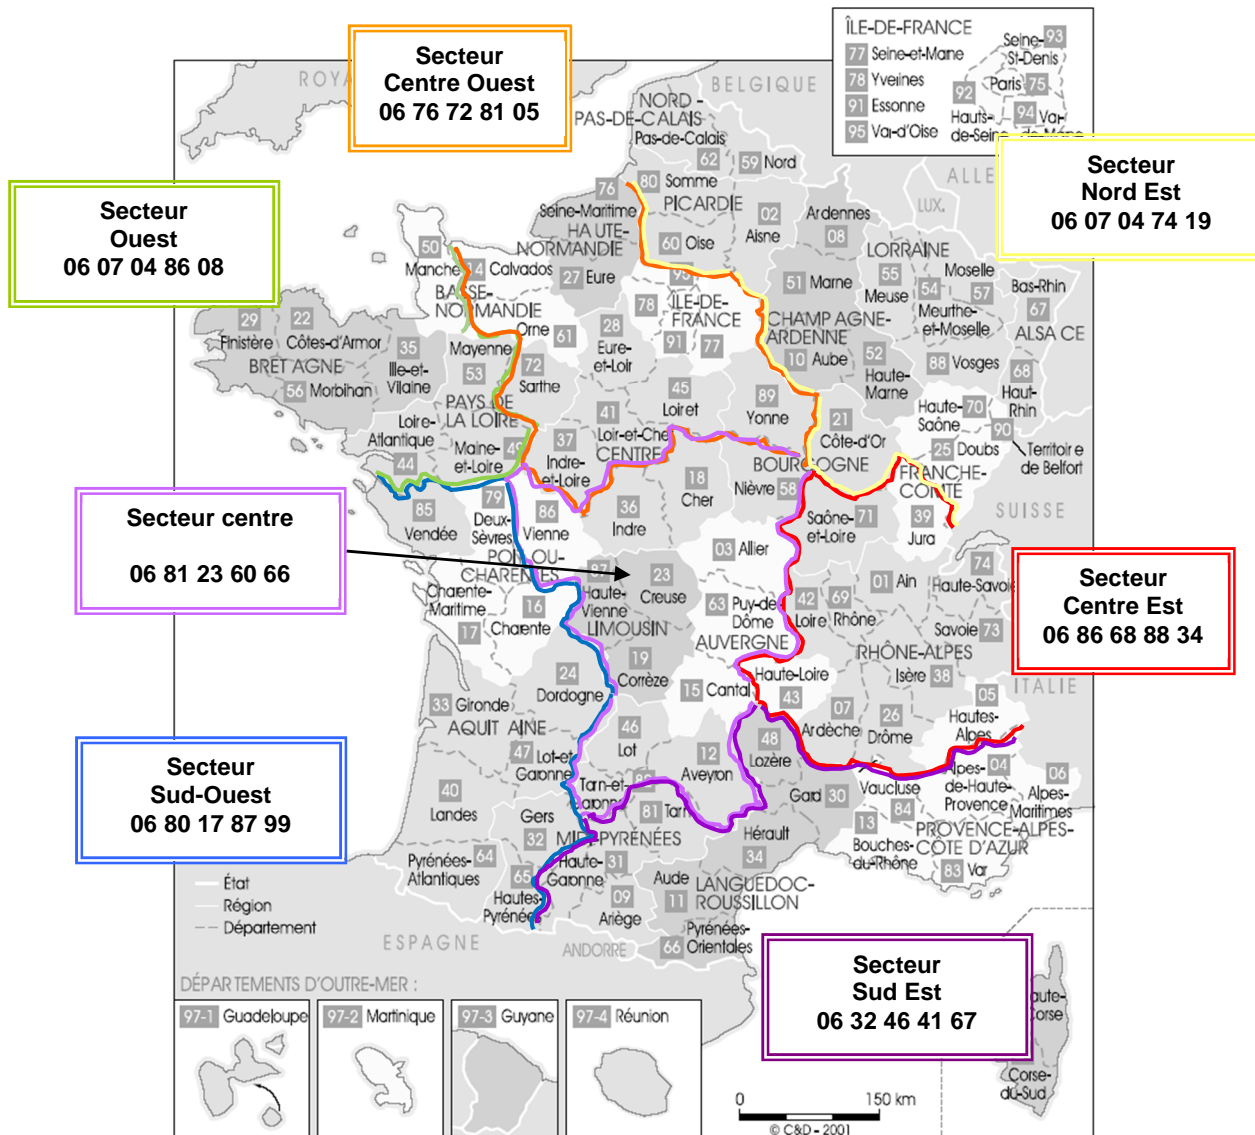 Secteur
Centre Ouest
06 76 72 81 05
ÎLE-DE-FRANCE
77 Seine-et-Marne
78 Yvelines
91 Essonne
95 Val-d'Oise
Seine- 93
St-Denis
Paris 75
92
Hauts-
de-Seine
94 Val-
de-Marne
Secteur
Nord Est
06 07 04 74 19
Secteur
Ouest
06 07 04 86 08
BELGIQUE
LUX.
NORD -
PAS-DE-CALAIS
Pas-de-Calais
62
59 Nord
80 Somme
PICARDIE
76
Seine-Maritime
HAUTE-
NORMANDIE
02
Aisne
Ardennes
08
60 Oise
27 Eure
50
Manche
14 Calvados
BASSE-
NORMANDIE
Orne 61
LORRAINE
55
Meuse
Moselle
54
57
Meurthe-
et-Moselle
Bas-Rhin
67
ALSACE
51 Marne
CHAMPAGNE-
ARDENNE
10 Aube
52
Haute-
Marne
88 Vosges
68
Haut-
Rhin
95
78
ÎLE-DE-
FRANCE
91
77
28
Eure-
et-Loir
29
Finistère
22
Côtes-d'Armor
BRETAGNE
35
Ille-et-
Vilaine
56 Morbihan
Mayenne
53
72
Sarthe
PAYS DE
LA LOIRE
Loire-
Atlantique
44
Maine-
et-Loire
49
45
Loiret
89
Yonne
41
Loir-et-Cher
CENTRE
37
Indre-
et-Loire
21
Côte-d'Or
BOURGOGNE
Haute-
Saône
70
90
Territoire
de Belfort
25 Doubs
FRANCHE-
COMTÉ
39
Jura
SUISSE
18
Cher
Nièvre 58
36
Indre
Saône-
et-Loire
71
85
Vendée
79
Deux-
Sèvres
86
Vienne
POITOU-
CHARENTES
Charente-
Maritime
17
16
Charente
Secteur centre
06 81 23 60 66
03 Allier
87
Haute-
Vienne
23
Creuse
LIMOUSIN
19
Corrèze
63
Puy-de-
Dôme
AUVERGNE
42
Loire
69
Rhône
01 Ain
74
Haute-Savoie
Savoie 73
RHÔNE-ALPES
Isère 38
Secteur
Centre Est
06 86 68 88 34
ITALIE
15 Cantal
Haute-Loire
43
07
Ardèche
26
Drôme
05
Hautes-
Alpes
24
Dordogne
33 Gironde
AQUITAINE
47
Lot-et-
Garonne
46
Lot
12
Aveyron
48
Lozère
Tarn-et-
Garonne
82
81 Tarn
Gard 30
Vaucluse
84
04
Alpes-
de-Haute-
Provence
06
Alpes-
Maritimes
PROVENCE-ALPES-
CÔTE D'AZUR
13
Bouches-
du-Rhône
83 Var
Secteur
Sud-Ouest
06 80 17 87 99
40
Landes
Gers
32
MIDI-PYRÉNÉES
Pyrénées-
Atlantiques
64
65
Hautes-
Pyrénées
Haute-
Garonne
31
09
Ariège
Hérault
34
Aude
11
LANGUEDOC-
ROUSSILLON
Pyrénées-
Orientales
66
ESPAGNE
ANDORRE
État
Région
Département
Secteur
Sud Est
06 32 46 41 67
Corse-
du-Sud
DÉPARTEMENTS D'OUTRE-MER :
97-1 Guadeloupe
97-2 Martinique
97-3 Guyane
97-4 Réunion
0
150 km
© C&D - 2001